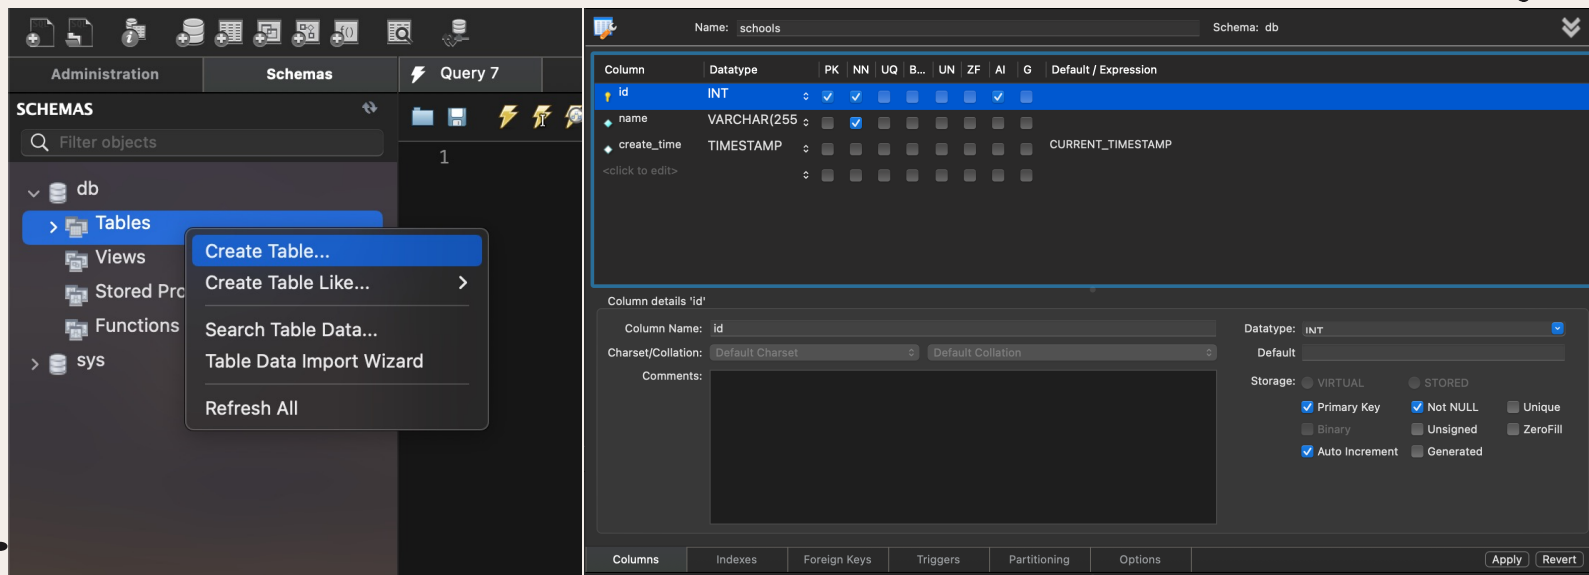 Administration
Schemas
Query 7
SCHEMAS
Filter objects
1
db
Tables
Views
Stored Pro
Functions
sys
Create Table...
Create Table Like...
Search Table Data...
Table Data Import Wizard
Refresh All
Name: schools
Schema: db
Column Datatype PK NN UQ B... UN ZF AI G Default / Expression
id INT
name VARCHAR(255
create_time TIMESTAMP CURRENT_TIMESTAMP
<click to edit>
Column details 'id'
Column Name: id
Charset/Collation: Default Charset Default Collation
Comments:
Datatype: INT
Default
Storage: VIRTUAL STORED
Primary Key Not NULL Unique
Binary Unsigned ZeroFill
Auto Increment Generated
Columns Indexes Foreign Keys Triggers Partitioning Options
Apply Revert